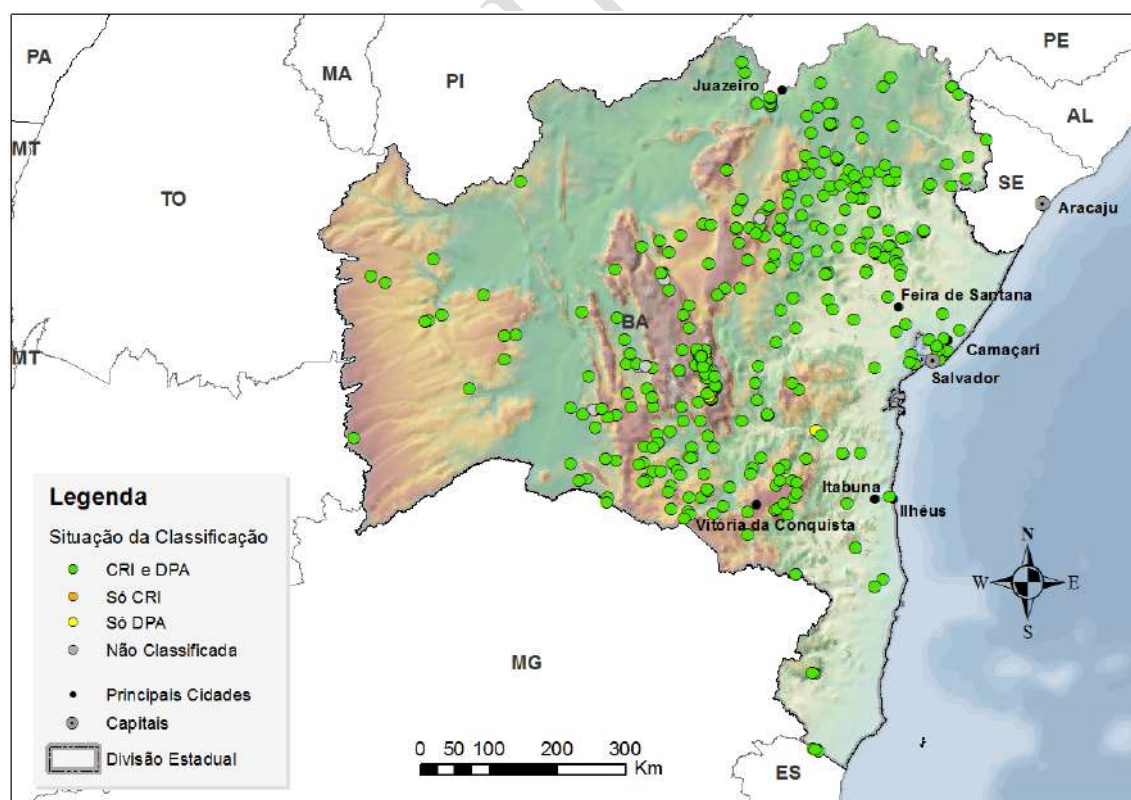 PE
PA
MA
PI
Juazeiro
AL
MT
TO
SE
Aracaju
Feira de Santana
BA
MT
Camaçari
Salvador
Itabuna
Ilhéus
Vitória da Conquista
Legenda
Situação da Classificação
CRI e DPA
Só CRI
Só DPA
Não Classificada
Principais Cidades
Capitais
Divisão Estadual
N
W
E
S
MG
0 50 100 200 300
Km
ES